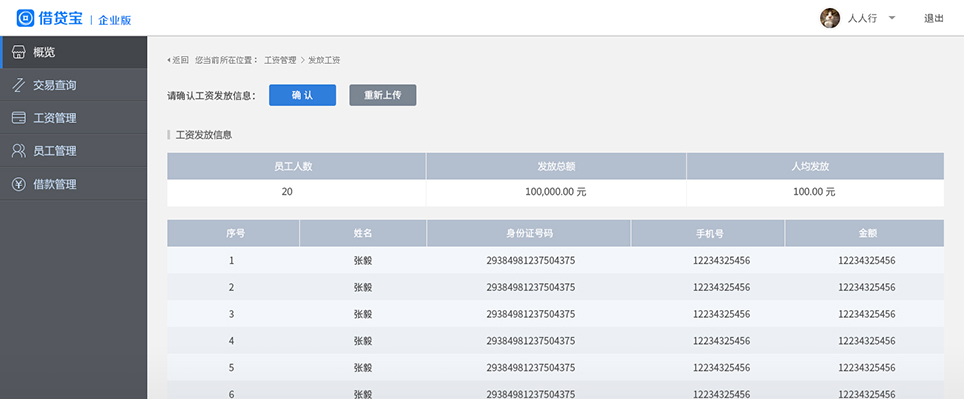 借贷宝 | 企业版
人人行
退出
概览
交易查询
工资管理
员工管理
借款管理
返回 您当前所在位置： 工资管理 > 发放工资
请确认工资发放信息： 确 认 重新上传
工资发放信息
员工人数 发放总额 人均发放
20 100,000.00 元 100.00 元
序号 姓名 身份证号码 手机号 金额
1 张毅 29384981237504375 12234325456 12234325456
2 张毅 29384981237504375 12234325456 12234325456
3 张毅 29384981237504375 12234325456 12234325456
4 张毅 29384981237504375 12234325456 12234325456
5 张毅 29384981237504375 12234325456 12234325456
6 张毅 29384981237504375 12234325456 12234325456